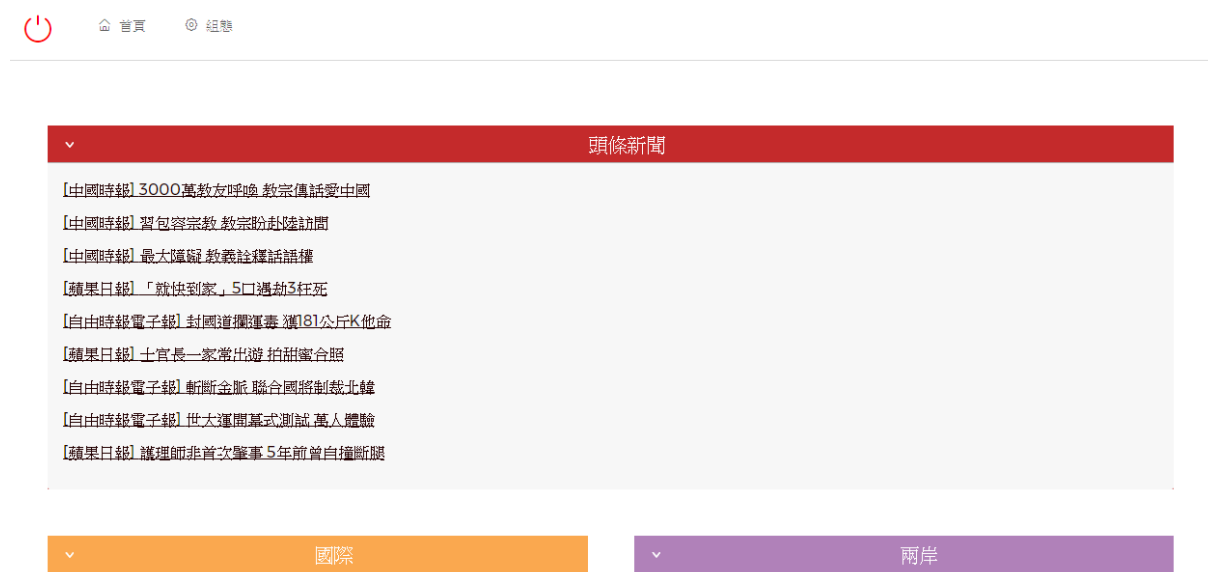 首頁 組態
頭條新聞
[中國時報] 3000萬教友呼喚 教宗傳話愛中國
[中國時報] 習包容宗教 教宗盼赴陸訪問
[中國時報] 最大障礙 教義詮釋話語權
[蘋果日報] 「就快到家」5口遇劫3枉死
[自由時報電子報] 封國道攔運毒 獲181公斤K他命
[蘋果日報] 士官長一家常出遊 拍甜蜜合照
[自由時報電子報] 斬斷金脈 聯合國將制裁北韓
[自由時報電子報] 世大運開幕式測試 萬人體驗
[蘋果日報] 護理師非首次肇事 5年前曾自撞斷腿
國際 兩岸